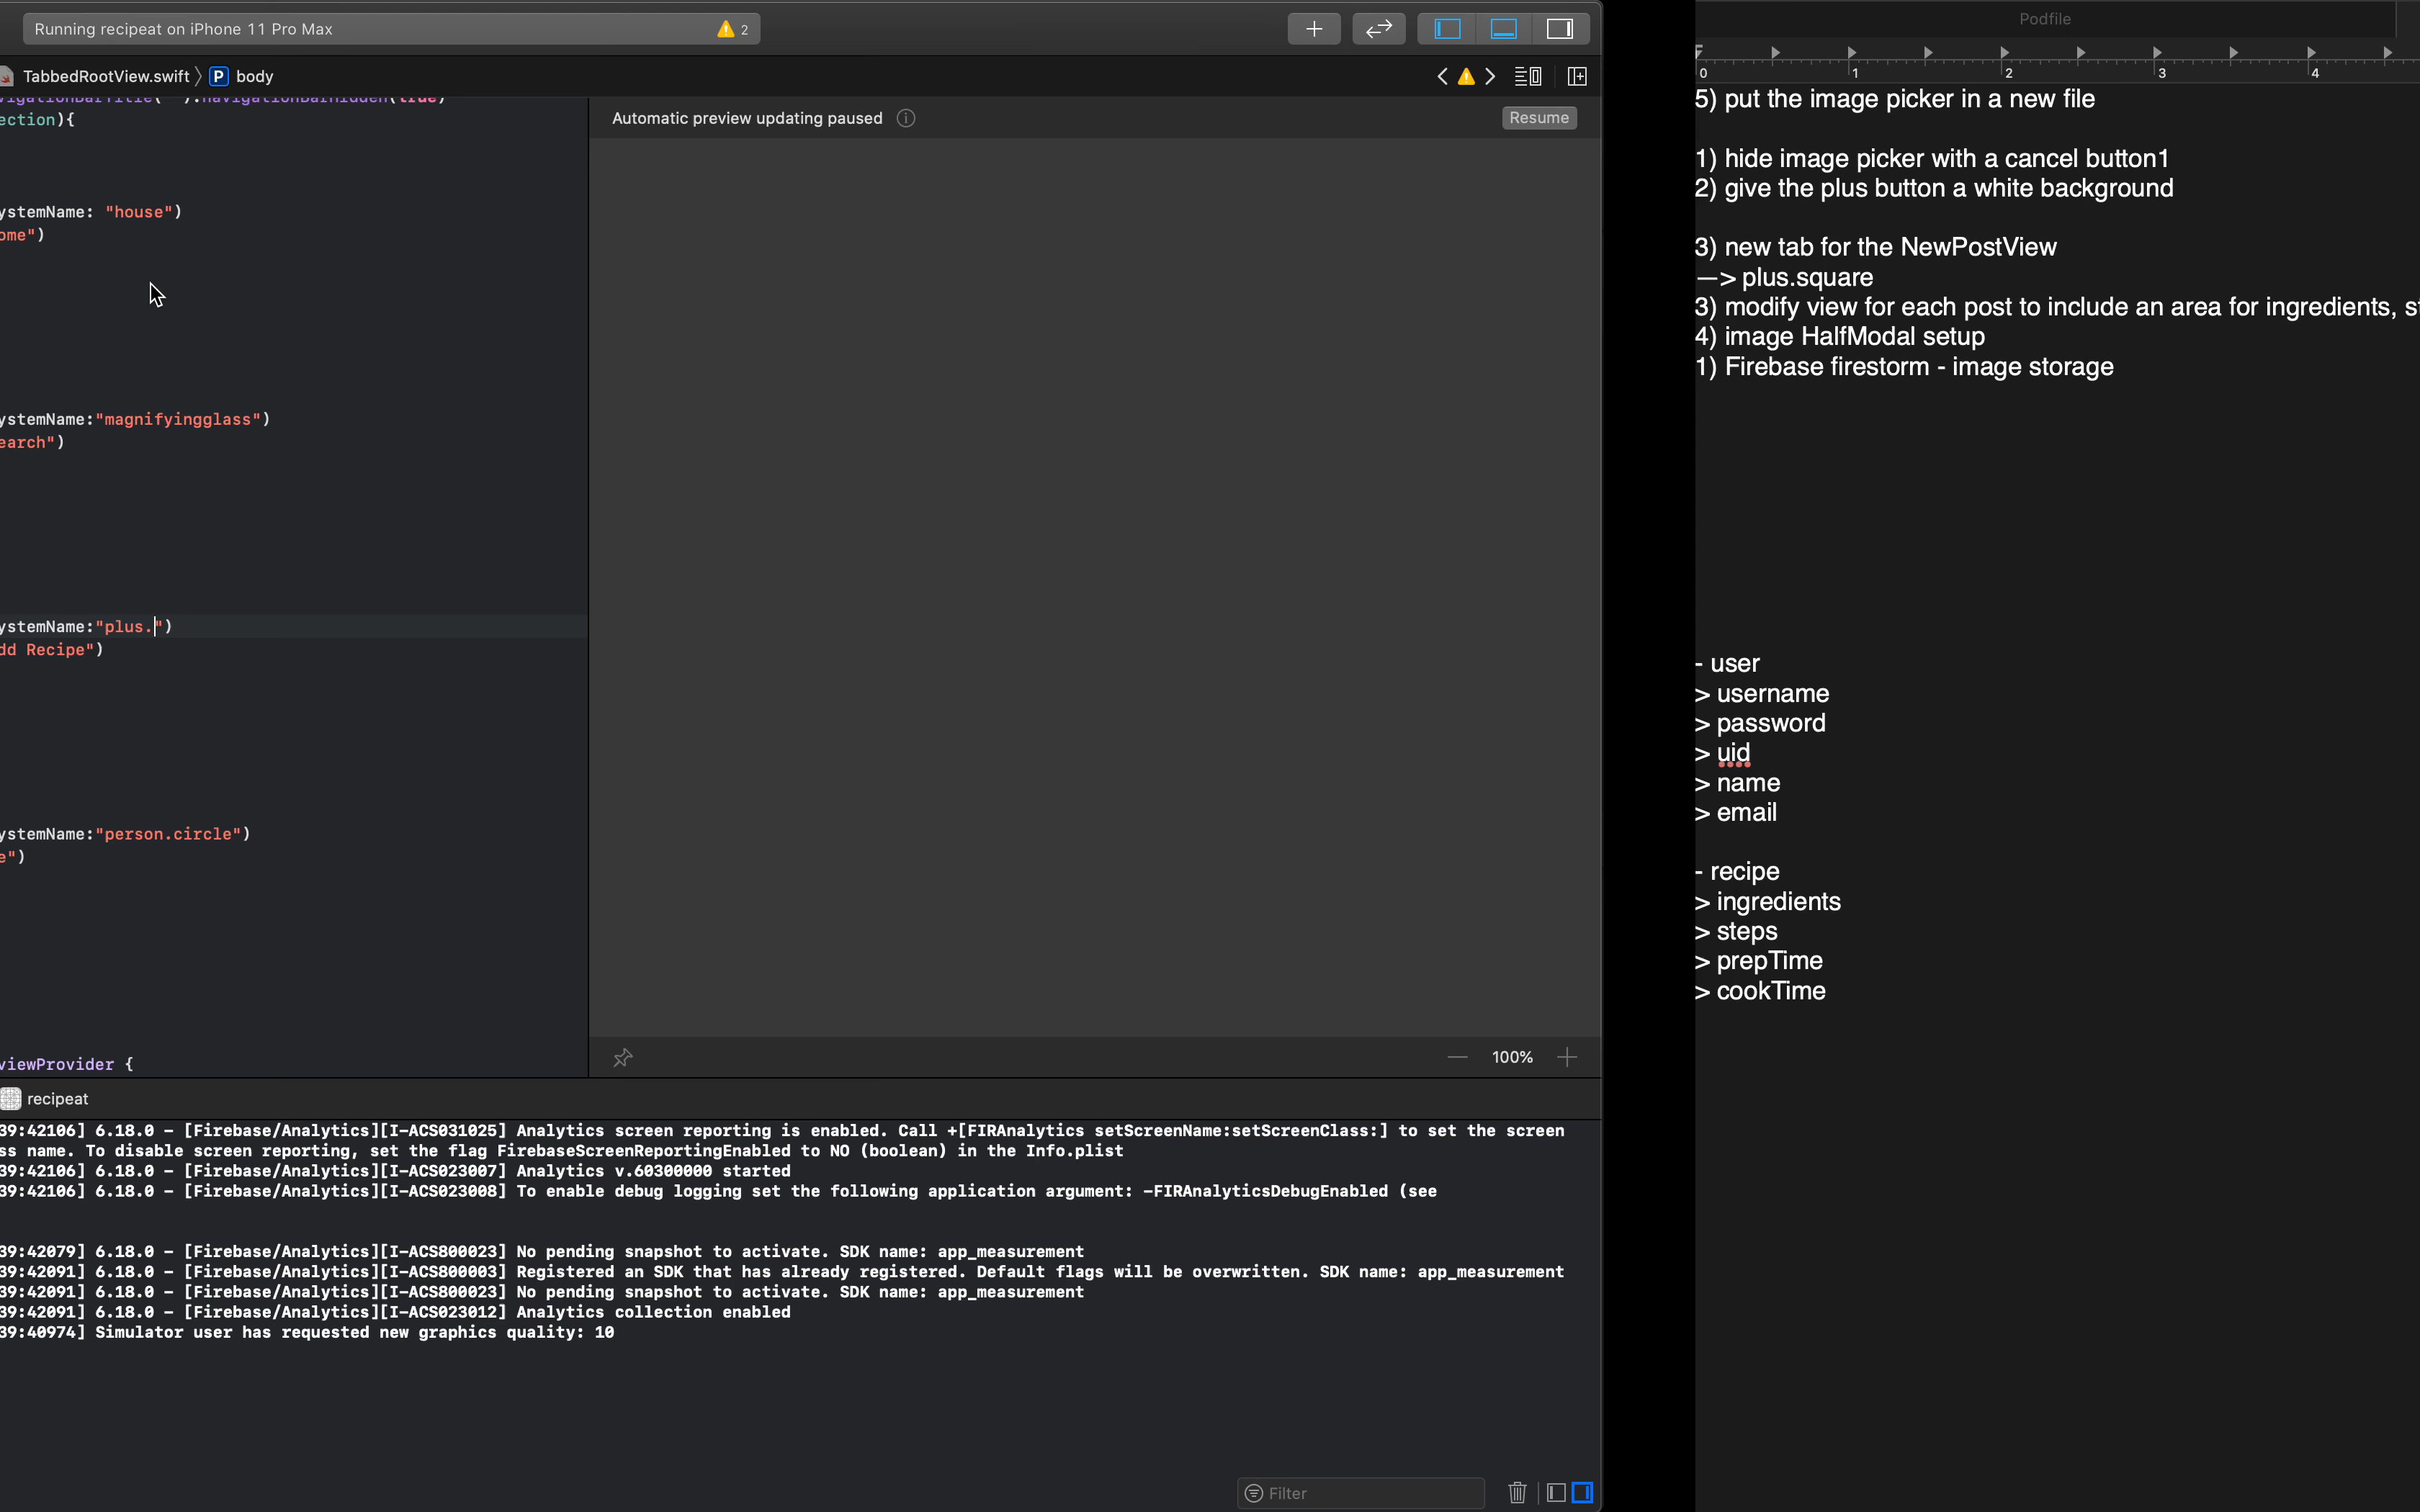 Running recipeat on iPhone 11 Pro Max
2
TabbedRootView.swift
P
body
ection){
ystemName: "house")
ome")
ystemName:"magnifyingglass")
earch")
ystemName:"plus.")
dd Recipe")
ystemName:"person.circle")
e")
viewProvider {
Automatic preview updating paused
Resume
100%
recipeat
39:42106] 6.18.0 - [Firebase/Analytics][I-ACS031025] Analytics screen reporting is enabled. Call +[FIRAnalytics setScreenName:setScreenClass:] to set the screen
ss name. To disable screen reporting, set the flag FirebaseScreenReportingEnabled to NO (boolean) in the Info.plist
39:42106] 6.18.0 - [Firebase/Analytics][I-ACS023007] Analytics v.60300000 started
39:42106] 6.18.0 - [Firebase/Analytics][I-ACS023008] To enable debug logging set the following application argument: -FIRAnalyticsDebugEnabled (see
39:42079] 6.18.0 - [Firebase/Analytics][I-ACS800023] No pending snapshot to activate. SDK name: app_measurement
39:42091] 6.18.0 - [Firebase/Analytics][I-ACS800003] Registered an SDK that has already registered. Default flags will be overwritten. SDK name: app_measurement
39:42091] 6.18.0 - [Firebase/Analytics][I-ACS800023] No pending snapshot to activate. SDK name: app_measurement
39:42091] 6.18.0 - [Firebase/Analytics][I-ACS023012] Analytics collection enabled
39:40974] Simulator user has requested new graphics quality: 10
Filter
Podfile
0 1 2 3 4
5) put the image picker in a new file
1) hide image picker with a cancel button1
2) give the plus button a white background
3) new tab for the NewPostView
—> plus.square
3) modify view for each post to include an area for ingredients, st
4) image HalfModal setup
1) Firebase firestorm - image storage
- user
> username
> password
> uid
> name
> email
- recipe
> ingredients
> steps
> prepTime
> cookTime